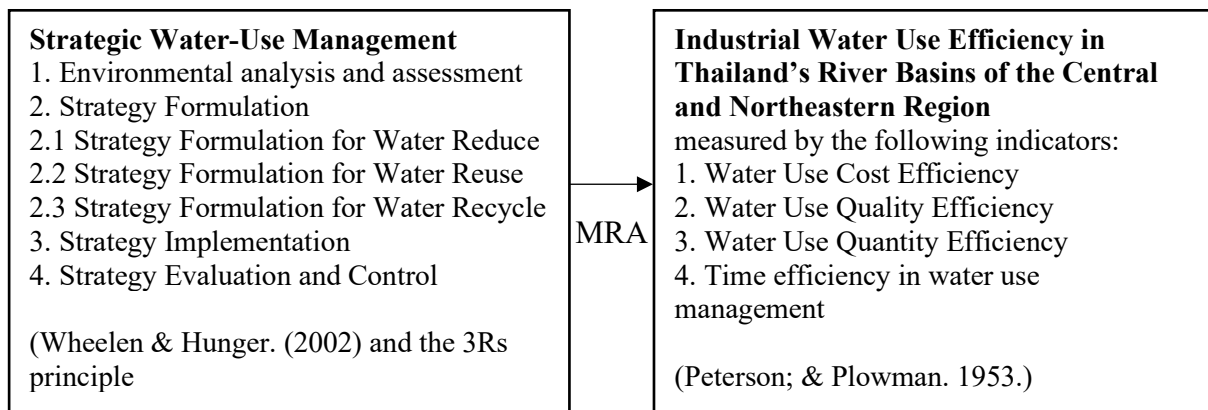 Strategic Water-Use Management
1. Environmental analysis and assessment
2. Strategy Formulation
2.1 Strategy Formulation for Water Reduce
2.2 Strategy Formulation for Water Reuse
2.3 Strategy Formulation for Water Recycle
3. Strategy Implementation
4. Strategy Evaluation and Control
(Wheelen & Hunger. (2002) and the 3Rs
principle
MRA
Industrial Water Use Efficiency in
Thailand’s River Basins of the Central
and Northeastern Region
measured by the following indicators:
1. Water Use Cost Efficiency
2. Water Use Quality Efficiency
3. Water Use Quantity Efficiency
4. Time efficiency in water use
management
(Peterson; & Plowman. 1953.)